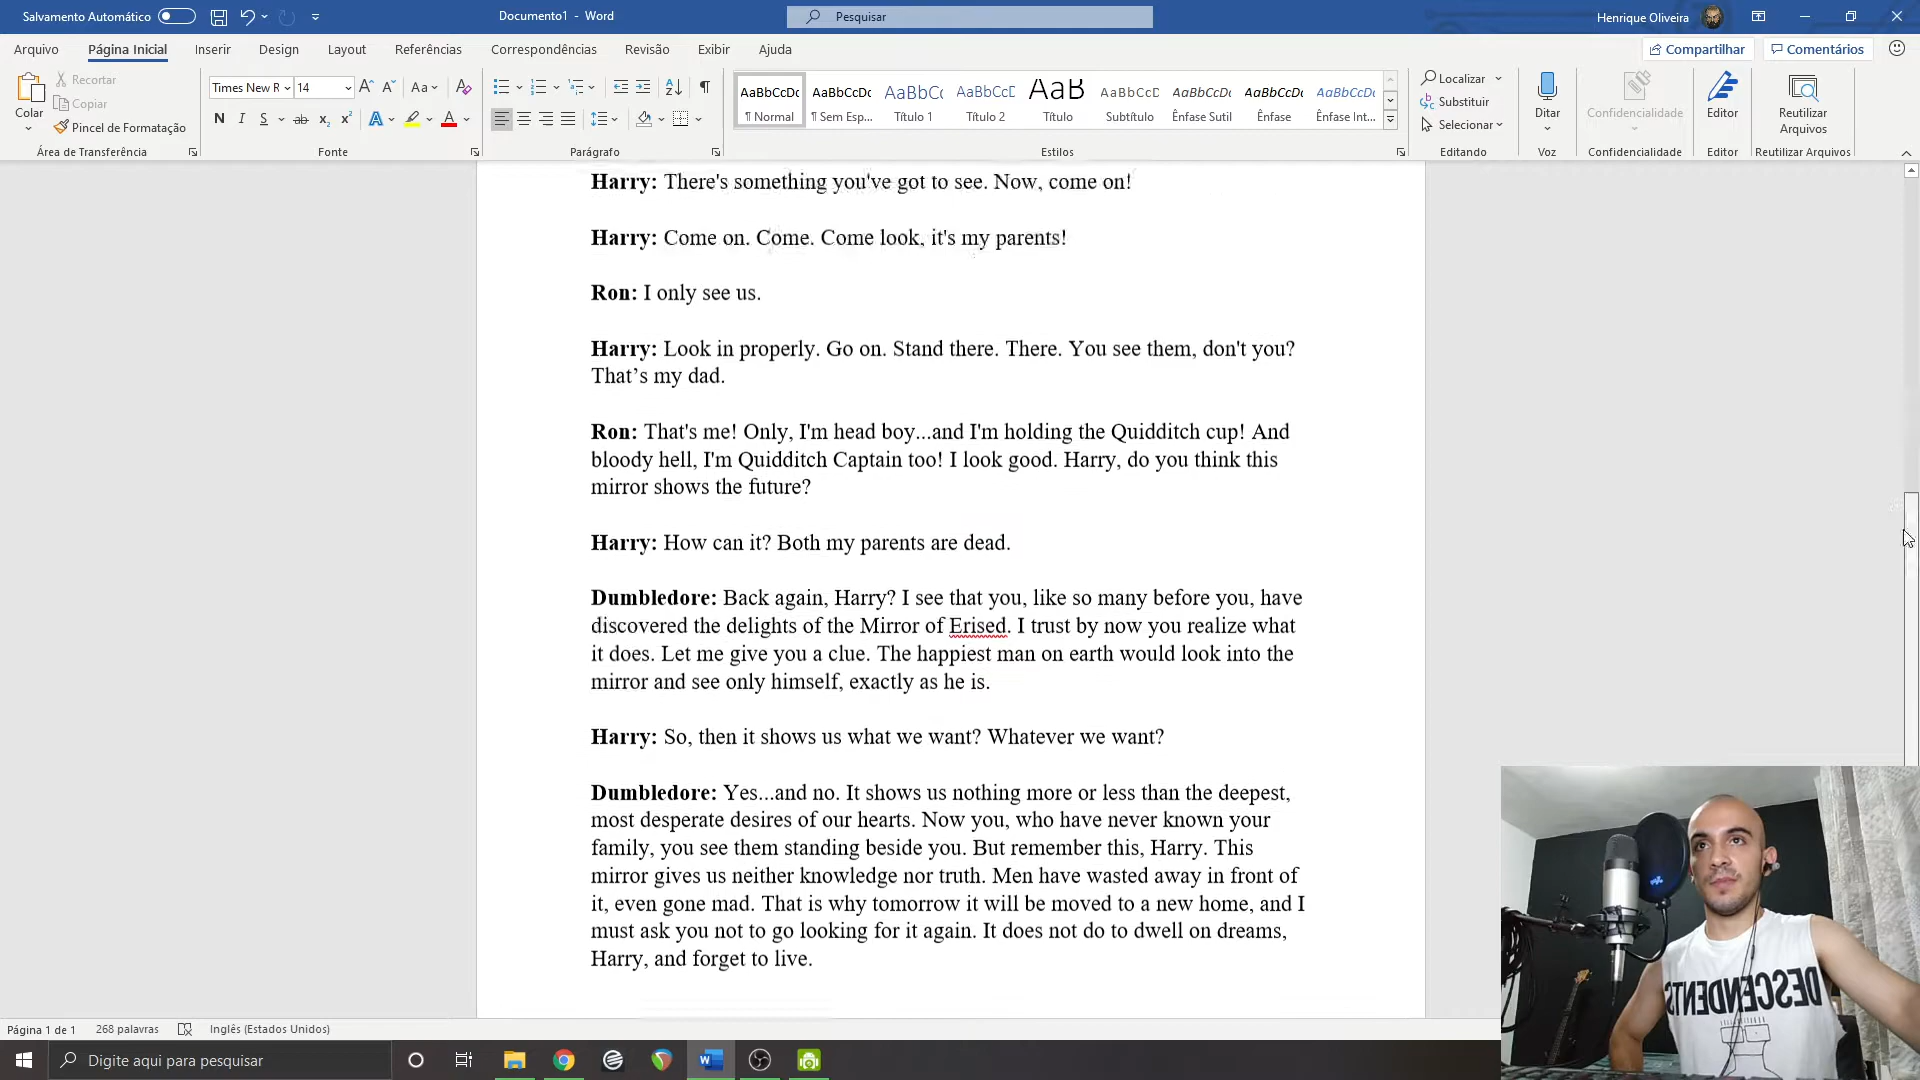 Salvamento Automático
Documento1 - Word
Pesquisar
Henrique Oliveira
Arquivo Página Inicial Inserir Design Layout Referências Correspondências Revisão Exibir Ajuda
Compartilhar Comentários
Colar
Recortar
Copiar
Pincel de Formatação
Área de Transferência
Times New R 14
N I S ab x₂ x²
Fonte
Parágrafo
AaBbCcDc
¶ Normal
AaBbCcDc
¶ Sem Esp...
AaBbCc
Título 1
AaBbCcD
Título 2
AaB
Título
AaBbCcD
Subtítulo
AaBbCcDc
Ênfase Sutil
AaBbCcDc
Ênfase
AaBbCcDc
Ênfase Int...
Estilos
Localizar
Substituir
Selecionar
Editando
Ditar
Voz
Confidencialidade
Confidencialidade
Editor
Editor
Reutilizar
Arquivos
Reutilizar Arquivos
Harry: There's something you've got to see. Now, come on!
Harry: Come on. Come. Come look, it's my parents!
Ron: I only see us.
Harry: Look in properly. Go on. Stand there. There. You see them, don't you?
That’s my dad.
Ron: That's me! Only, I'm head boy...and I'm holding the Quidditch cup! And
bloody hell, I'm Quidditch Captain too! I look good. Harry, do you think this
mirror shows the future?
Harry: How can it? Both my parents are dead.
Dumbledore: Back again, Harry? I see that you, like so many before you, have
discovered the delights of the Mirror of Erised. I trust by now you realize what
it does. Let me give you a clue. The happiest man on earth would look into the
mirror and see only himself, exactly as he is.
Harry: So, then it shows us what we want? Whatever we want?
Dumbledore: Yes...and no. It shows us nothing more or less than the deepest,
most desperate desires of our hearts. Now you, who have never known your
family, you see them standing beside you. But remember this, Harry. This
mirror gives us neither knowledge nor truth. Men have wasted away in front of
it, even gone mad. That is why tomorrow it will be moved to a new home, and I
must ask you not to go looking for it again. It does not do to dwell on dreams,
Harry, and forget to live.
DESCENDENTS
Página 1 de 1 268 palavras Inglês (Estados Unidos)
Digite aqui para pesquisar